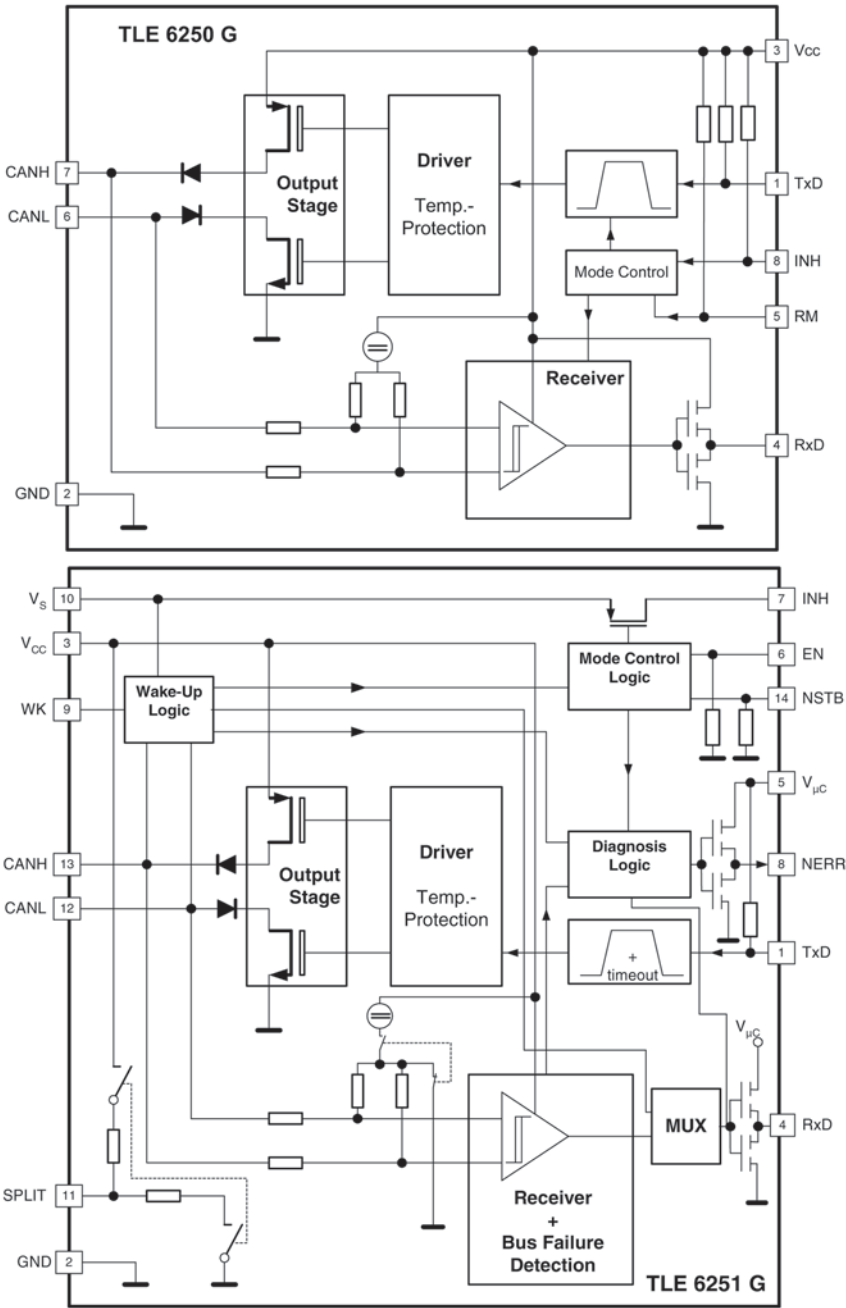 TLE 6250 G
3 Vcc
CANH 7
CANL 6
Output
Stage
Driver
Temp.-
Protection
1 TxD
Mode Control
8 INH
5 RM
Receiver
4 RxD
GND 2
VS 10
7 INH
VCC 3
Mode Control
Logic
6 EN
Wake-Up
Logic
WK 9
14 NSTB
5 VµC
CANH 13
Output
Stage
Driver
Temp.-
Protection
Diagnosis
Logic
8 NERR
CANL 12
+
timeout
1 TxD
VµC
MUX
4 RxD
SPLIT 11
Receiver
+
Bus Failure
Detection
GND 2
TLE 6251 G